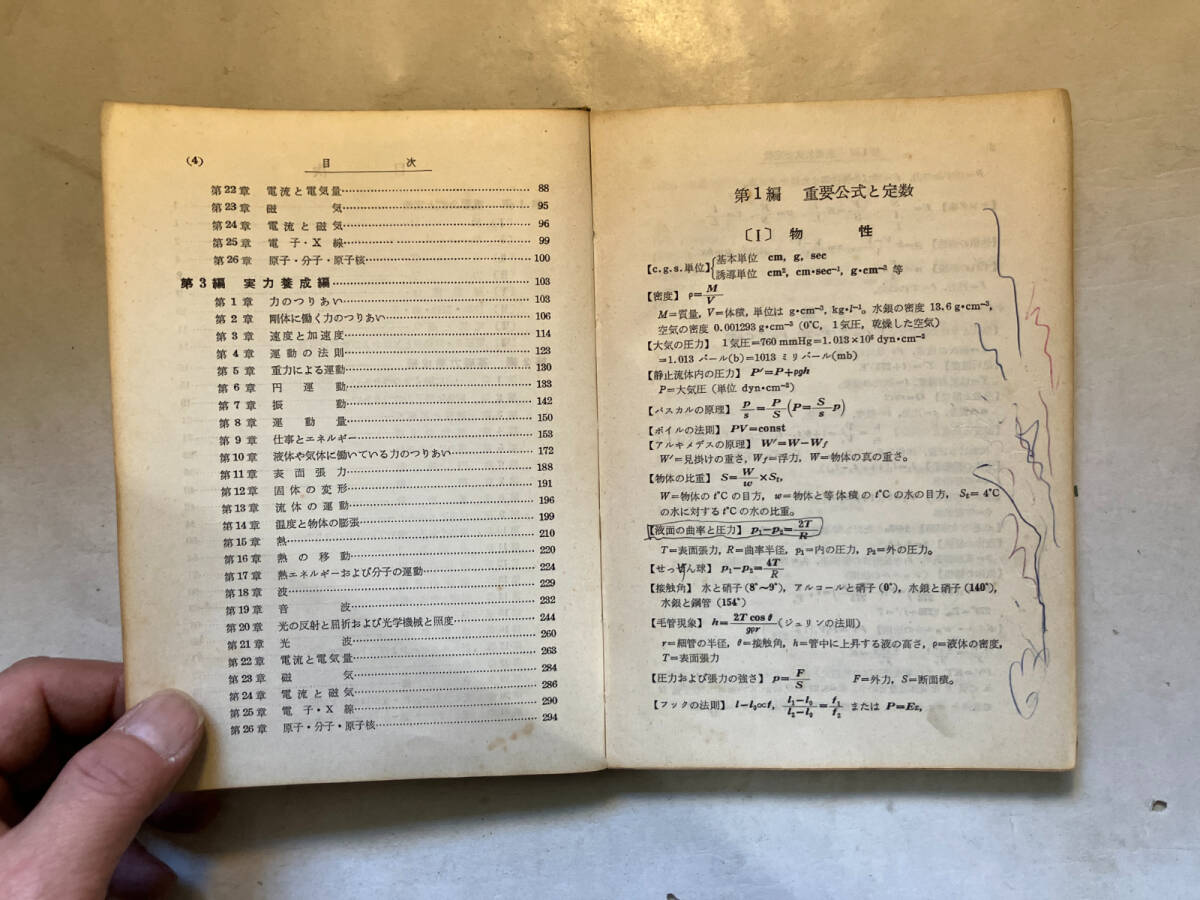 (4) 目 次
第22章 電流と電気量 88
第23章 磁 気 95
第24章 電流と磁気 96
第25章 電子・X線 99
第26章 原子・分子・原子核 100
第3編 実力養成編 103
第1章 力のつりあい 103
第2章 剛体に働く力のつりあい 106
第3章 速度と加速度 114
第4章 運動の法則 123
第5章 重力による運動 130
第6章 円運動 133
第7章 振動 142
第8章 運動量 150
第9章 仕事とエネルギー 153
第10章 液体や気体に働いている力のつりあい 172
第11章 表面張力 188
第12章 固体の変形 191
第13章 流体の運動 196
第14章 温度と物体の膨張 199
第15章 熱 210
第16章 熱の移動 220
第17章 熱エネルギーおよび分子の運動 224
第18章 波 229
第19章 音波 232
第20章 光の反射と屈折および光学機械と照度 244
第21章 光波 260
第22章 電流と電気量 263
第23章 磁気 284
第24章 電流と磁気 286
第25章 電子・X線 290
第26章 原子・分子・原子核 294
第1編 重要公式と定数
〔I〕物 性
【c.g.s.単位】{基本単位 cm, g, sec
誘導単位 cm², cm·sec⁻¹, g·cm⁻³ 等
【密度】 ρ=M/V
M=質量, V=体積, 単位は g·cm⁻³, kg·l⁻¹。水銀の密度 13.6 g·cm⁻³,
空気の密度 0.001293 g·cm⁻³ (0℃, 1気圧, 乾燥した空気)
【大気の圧力】 1気圧=760 mmHg=1.013×10⁶ dyn·cm⁻²
=1.013 バール(b)=1013 ミリバール(mb)
【静止流体内の圧力】 P'=P+ρgh
P=大気圧 (単位 dyn·cm⁻²)
【パスカルの原理】 p/s=P/S (P=S/s p)
【ボイルの法則】 PV=const
【アルキメデスの原理】 W'=W−Wf
W'=見掛けの重さ, Wf=浮力, W=物体の真の重さ。
【物体の比重】 S=W/w×St,
W=物体の t℃ の目方, w=物体と等体積の t℃ の水の目方, St=4℃
の水に対する t℃ の水の比重。
【液面の曲率と圧力】 p₁−p₂=2T/R
T=表面張力, R=曲率半径, p₁=内の圧力, p₂=外の圧力。
【せっけん球】 p₁−p₂=4T/R
【接触角】 水と硝子 (8°〜9°), アルコールと硝子 (0°), 水銀と硝子 (140°),
水銀と鋼管 (154°)
【毛管現象】 h=2T cos θ/gρr (ジュリンの法則)
r=細管の半径, θ=接触角, h=管中に上昇する液の高さ, ρ=液体の密度,
T=表面張力
【圧力および張力の強さ】 p=F/S F=外力, S=断面積。
【フックの法則】 l−l₀∝f, l₁−l₀/l₂−l₀=f₁/f₂ または P=Eε,